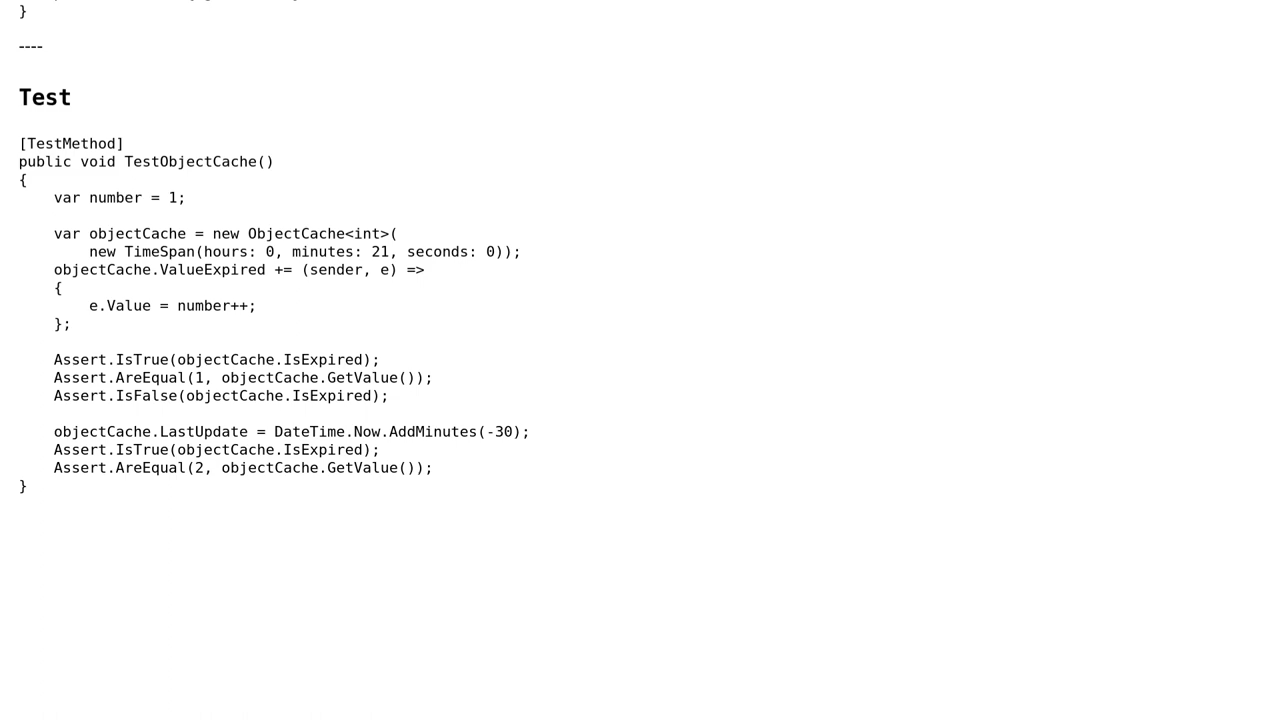 }
----
Test
[TestMethod]
public void TestObjectCache()
{
    var number = 1;

    var objectCache = new ObjectCache<int>(
        new TimeSpan(hours: 0, minutes: 21, seconds: 0));
    objectCache.ValueExpired += (sender, e) =>
    {
        e.Value = number++;
    };

    Assert.IsTrue(objectCache.IsExpired);
    Assert.AreEqual(1, objectCache.GetValue());
    Assert.IsFalse(objectCache.IsExpired);

    objectCache.LastUpdate = DateTime.Now.AddMinutes(-30);
    Assert.IsTrue(objectCache.IsExpired);
    Assert.AreEqual(2, objectCache.GetValue());
}